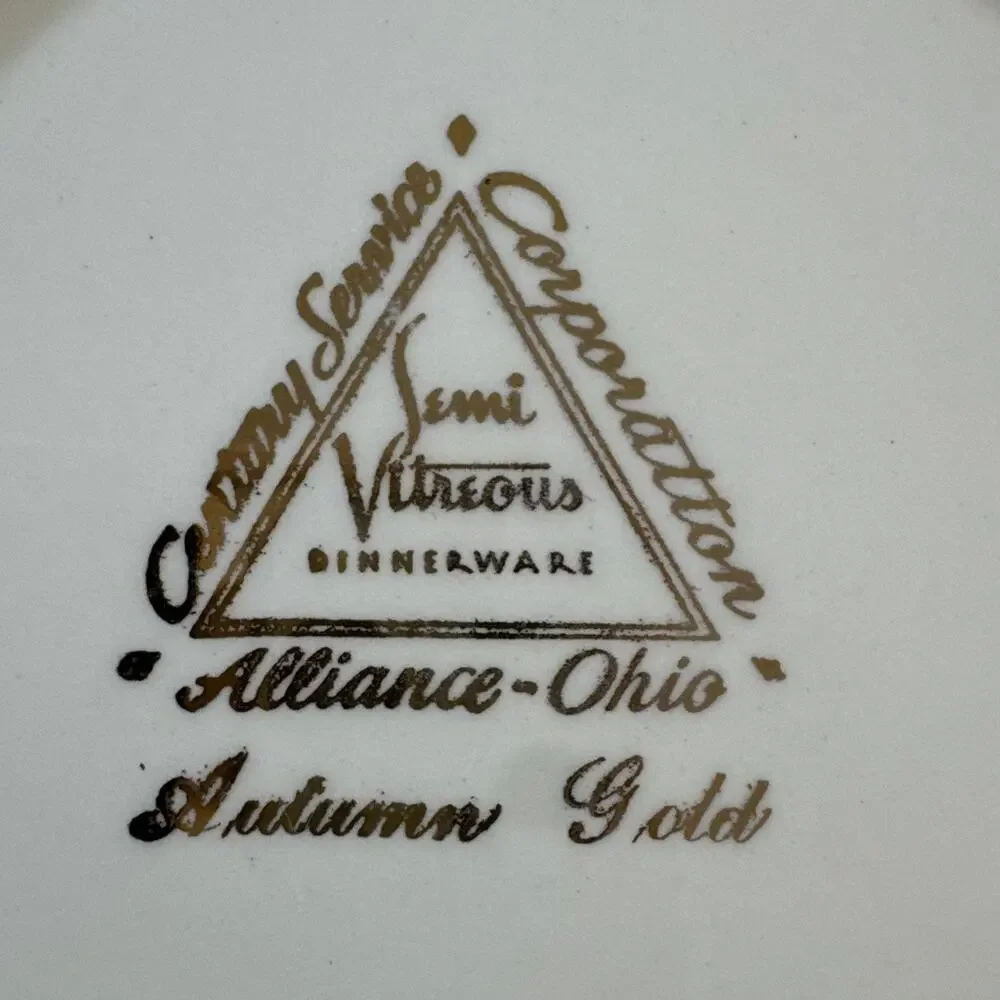 Century Service
Corporation
Semi
Vitreous
DINNERWARE
Alliance-Ohio
Autumn Gold